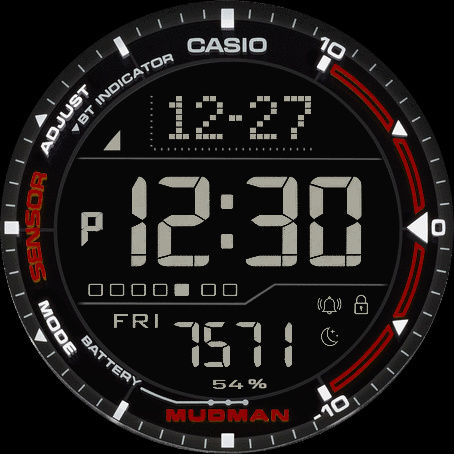 CASIO
10
BT INDICATOR
ADJUST
12-27
SENSOR
P 12:30
0
FRI 7571
MODE
BATTERY
54%
-10
MUDMAN